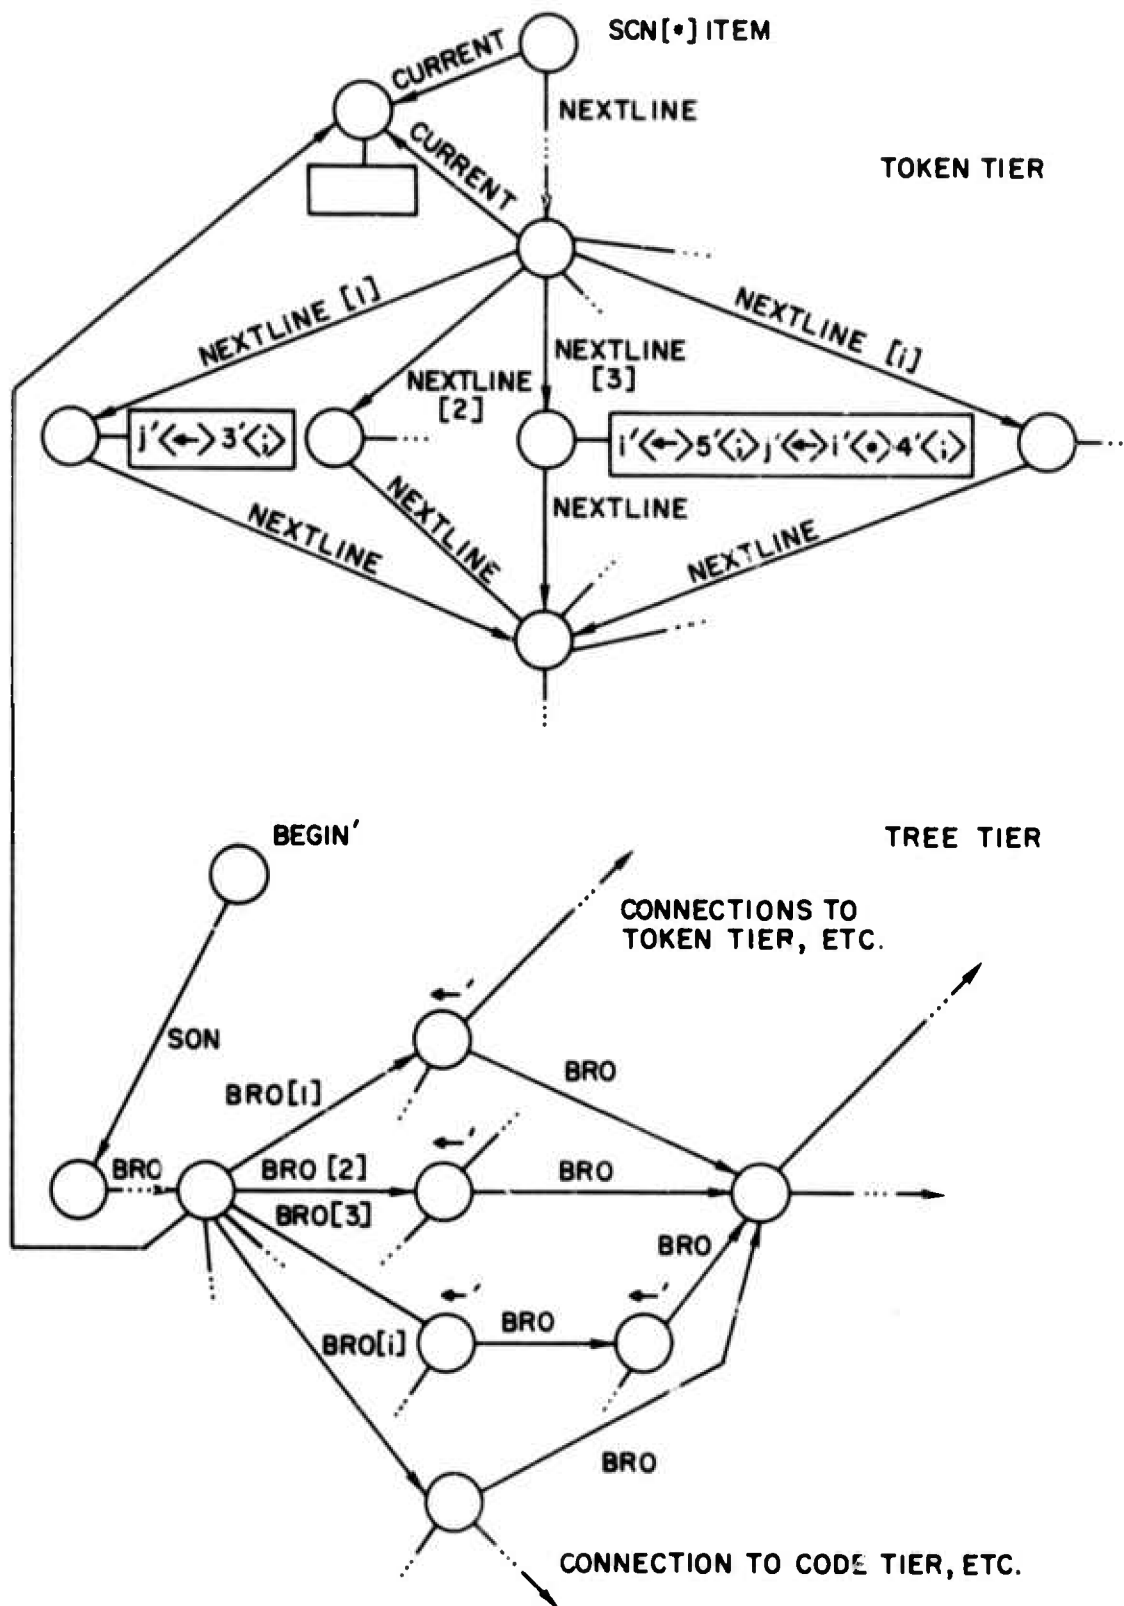 SCN[*] ITEM
CURRENT
NEXTLINE
CURRENT
TOKEN TIER
NEXTLINE [1]
NEXTLINE [i]
NEXTLINE
[3]
NEXTLINE
[2]
j'<←> 3'<;>
i'<←>5'<;> j'<←>i'<*>4'<;>
NEXTLINE
NEXTLINE
NEXTLINE
NEXTLINE
BEGIN'
TREE TIER
CONNECTIONS TO
TOKEN TIER, ETC.
←'
SON
BRO
BRO[1]
←'
BRO
BRO [2]
BRO
BRO[3]
BRO
←'
←'
BRO
BRO[i]
BRO
CONNECTION TO CODE TIER, ETC.